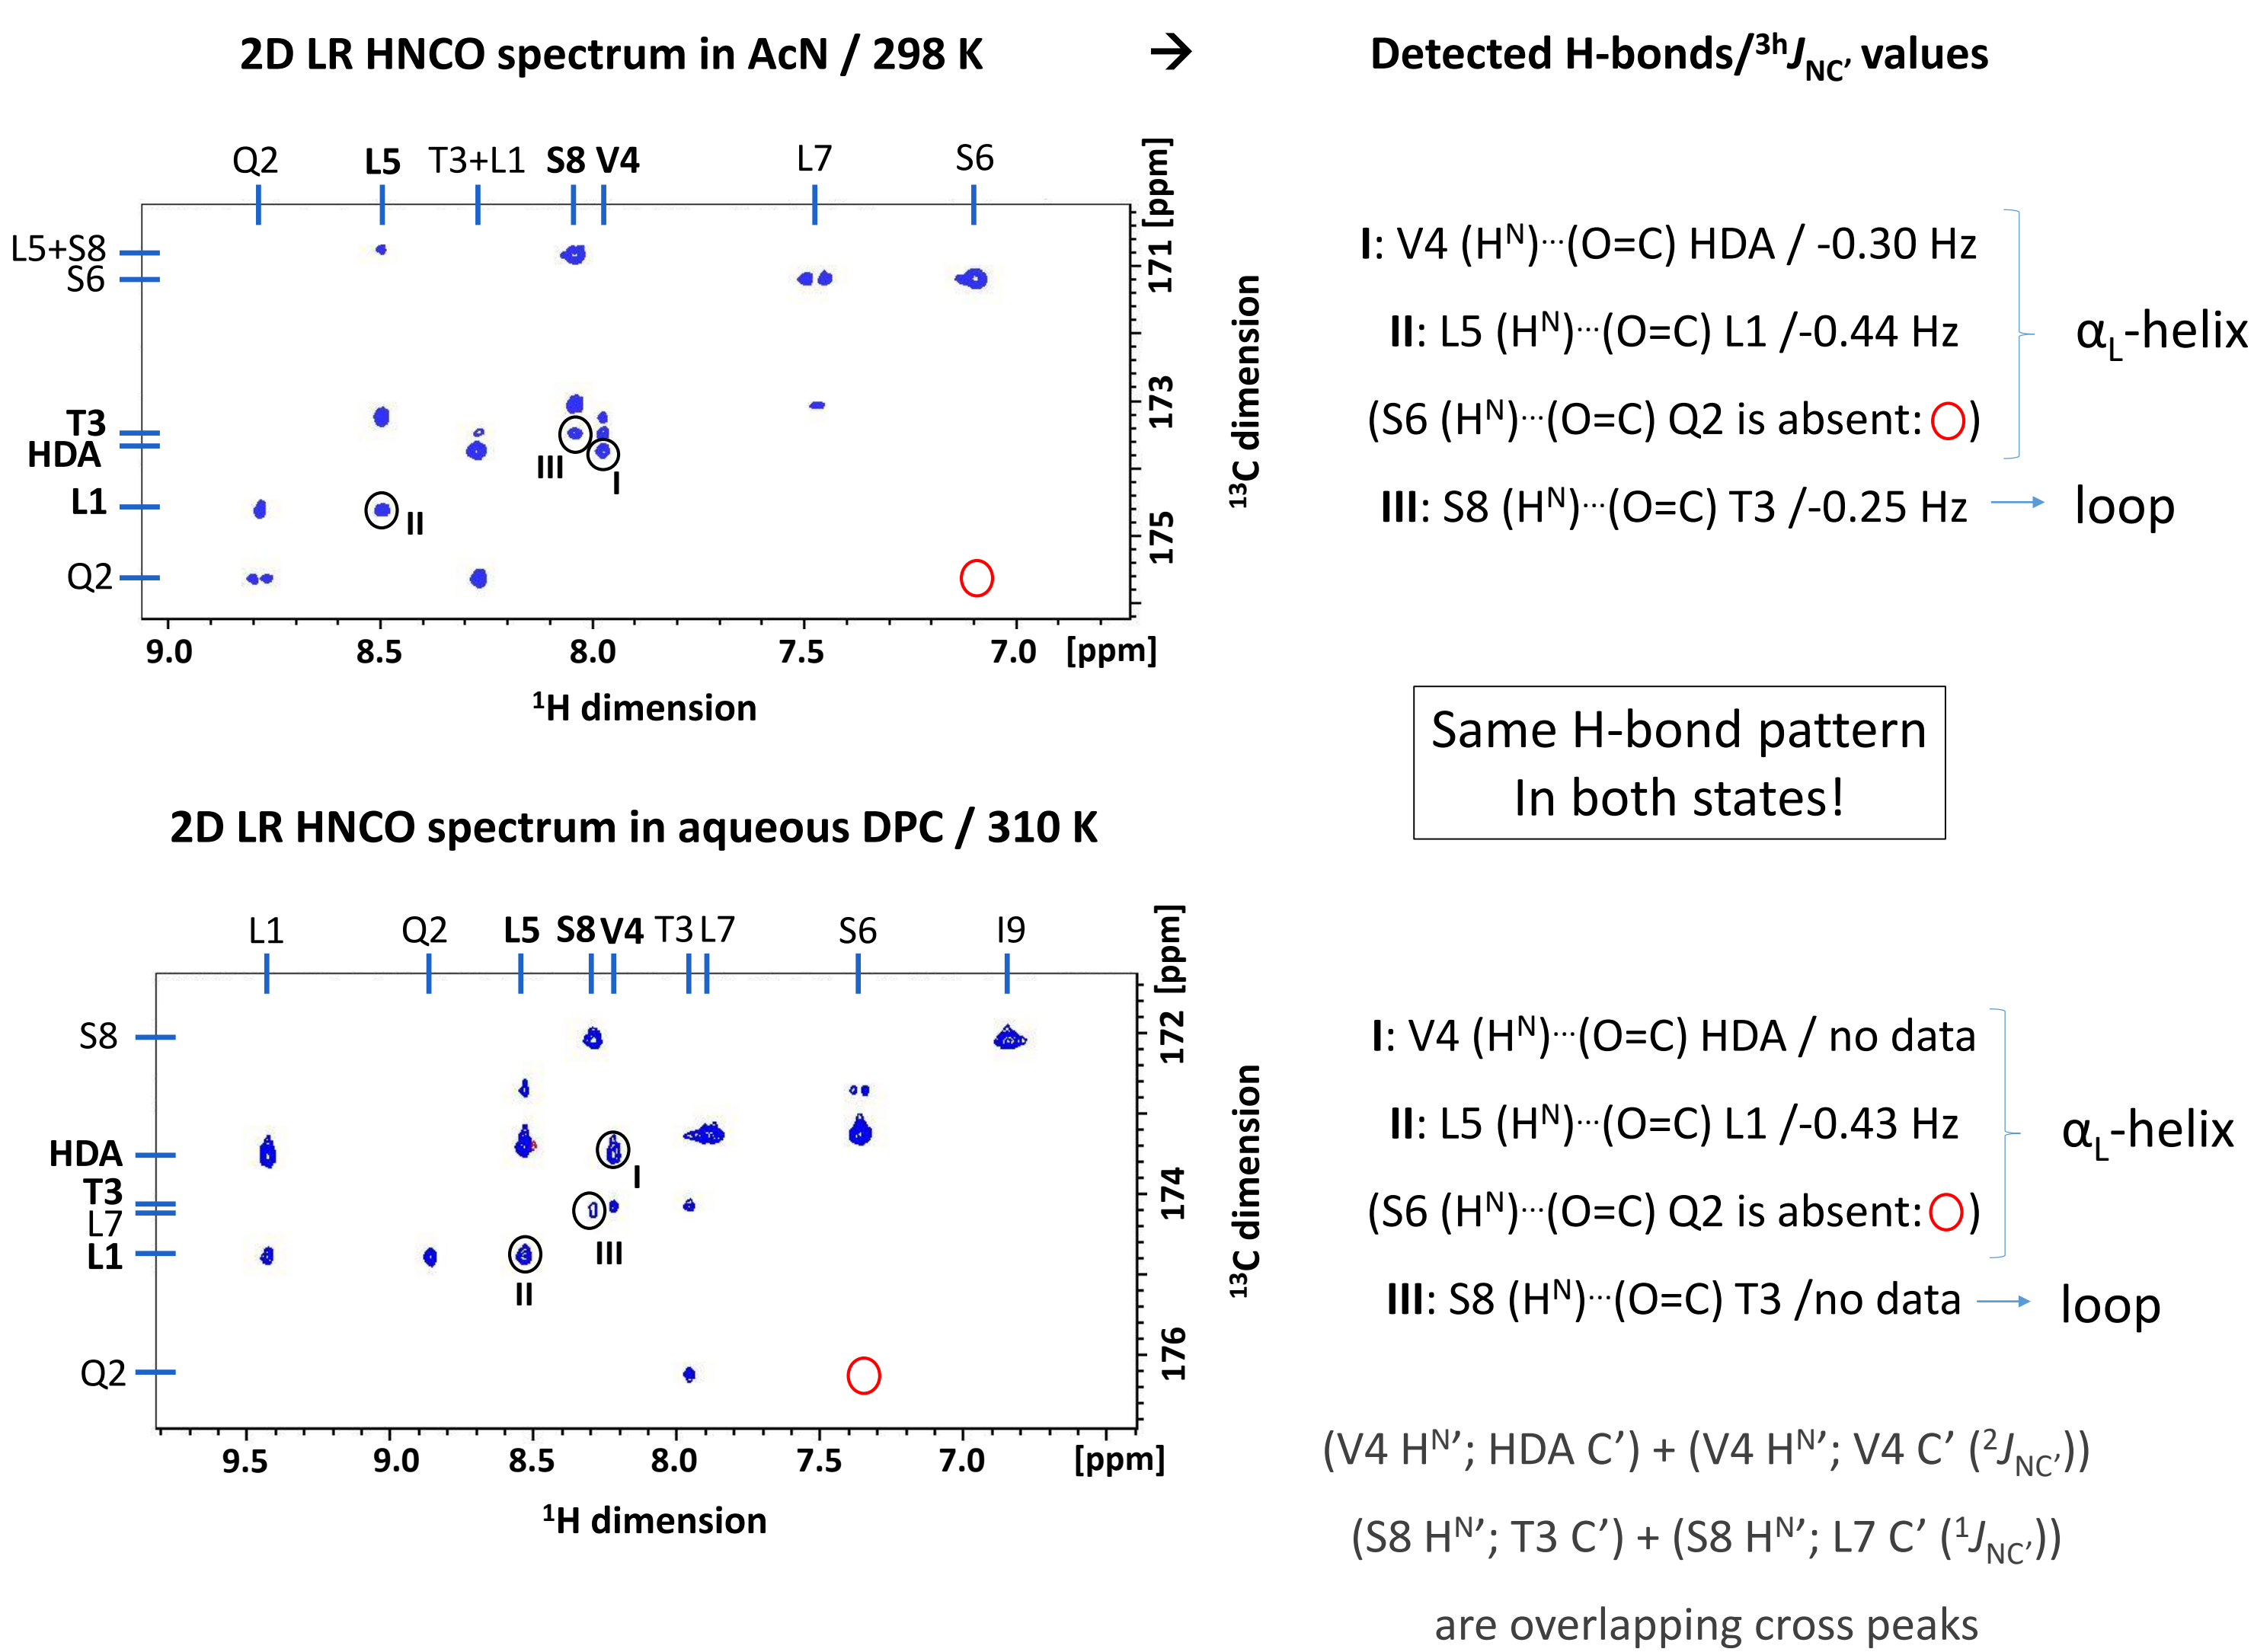 2D LR HNCO spectrum in AcN / 298 K → Detected H-bonds/³ʰJNC’ values
Q2 L5 T3+L1 S8 V4 L7 S6
L5+S8
S6
T3
HDA
L1
Q2
III
I
II
171 [ppm]
173
175
¹³C dimension
9.0 8.5 8.0 7.5 7.0 [ppm]
¹H dimension
I: V4 (Hᴺ)···(O=C) HDA / -0.30 Hz
II: L5 (Hᴺ)···(O=C) L1 /-0.44 Hz
(S6 (Hᴺ)···(O=C) Q2 is absent: )
III: S8 (Hᴺ)···(O=C) T3 /-0.25 Hz
αL-helix
loop
Same H-bond pattern
In both states!
2D LR HNCO spectrum in aqueous DPC / 310 K
L1 Q2 L5 S8 V4 T3 L7 S6 I9
S8
HDA
T3
L7
L1
Q2
I
III
II
172 [ppm]
174
176
¹³C dimension
9.5 9.0 8.5 8.0 7.5 7.0 [ppm]
¹H dimension
I: V4 (Hᴺ)···(O=C) HDA / no data
II: L5 (Hᴺ)···(O=C) L1 /-0.43 Hz
(S6 (Hᴺ)···(O=C) Q2 is absent: )
III: S8 (Hᴺ)···(O=C) T3 /no data
αL-helix
loop
(V4 Hᴺ’; HDA C’) + (V4 Hᴺ’; V4 C’ (²JNC’))
(S8 Hᴺ’; T3 C’) + (S8 Hᴺ’; L7 C’ (¹JNC’))
are overlapping cross peaks